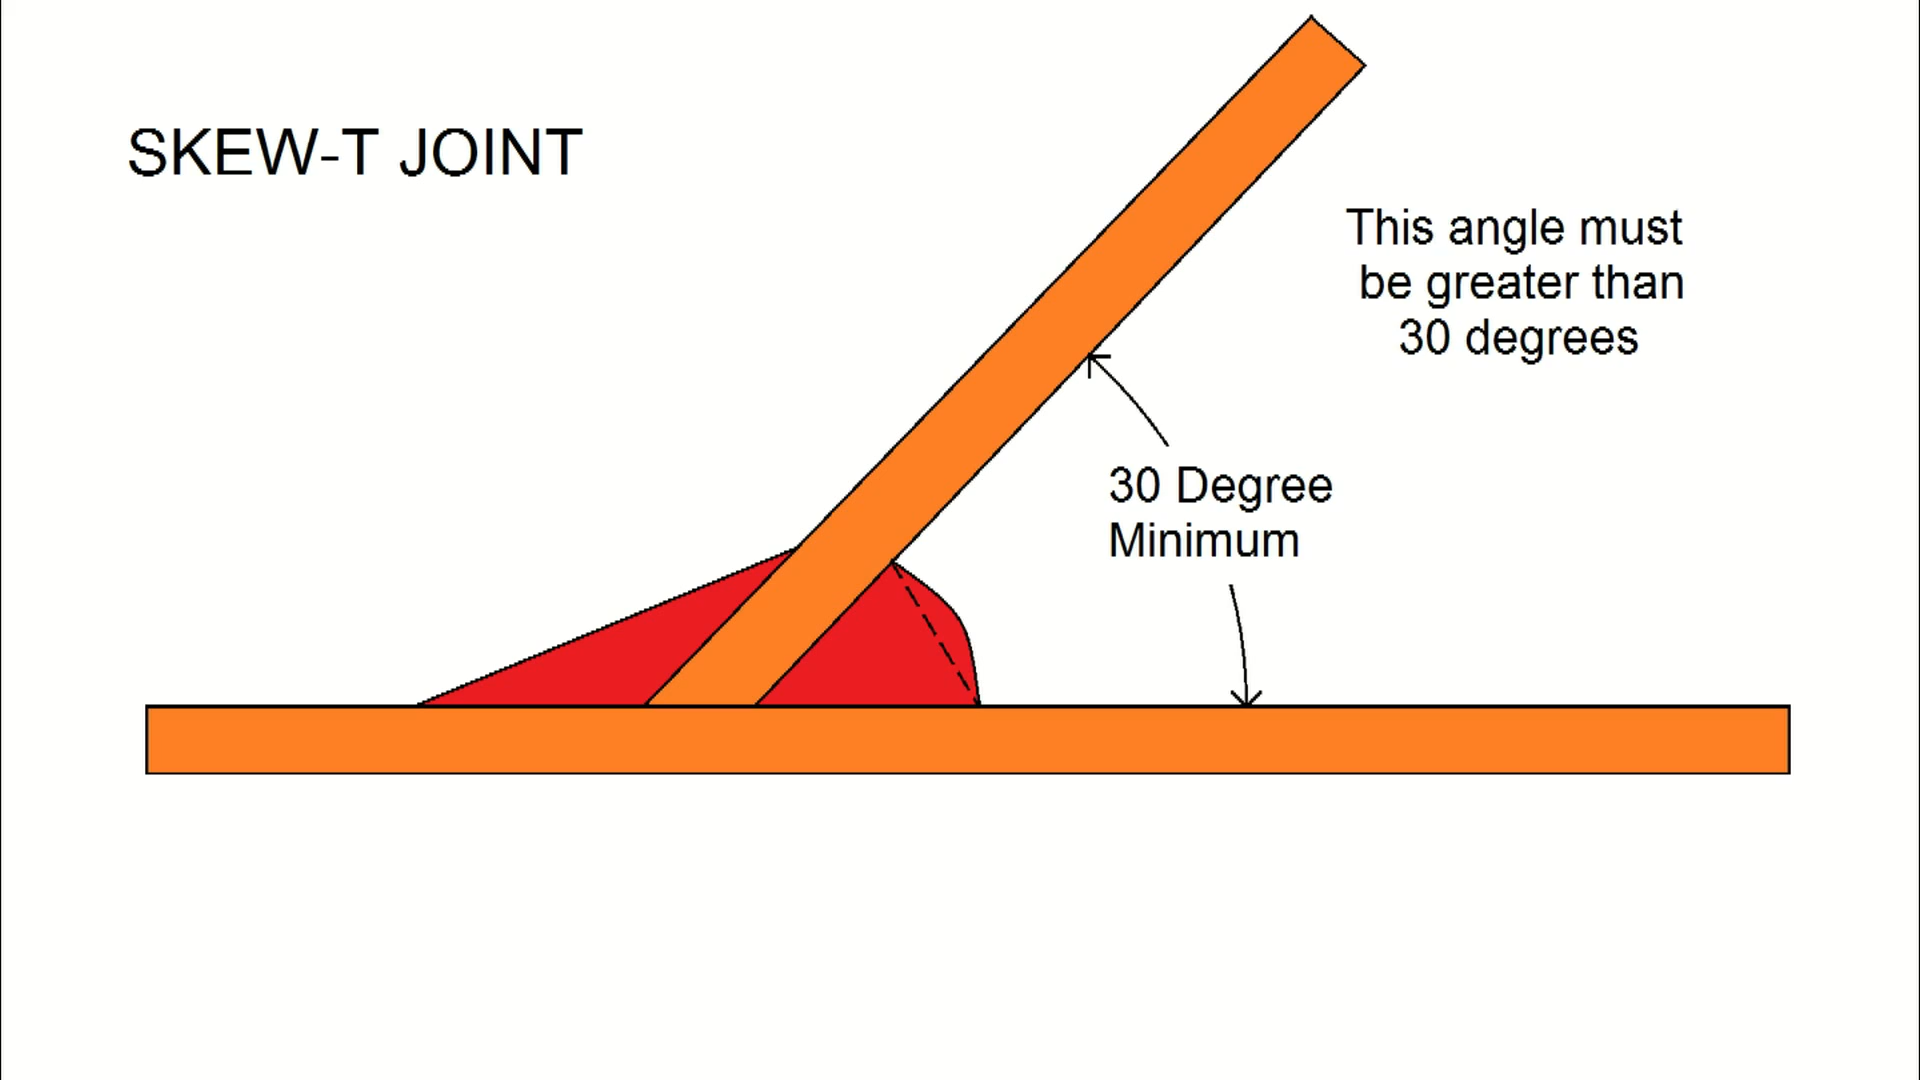 SKEW-T JOINT
This angle must
be greater than
30 degrees
30 Degree
Minimum